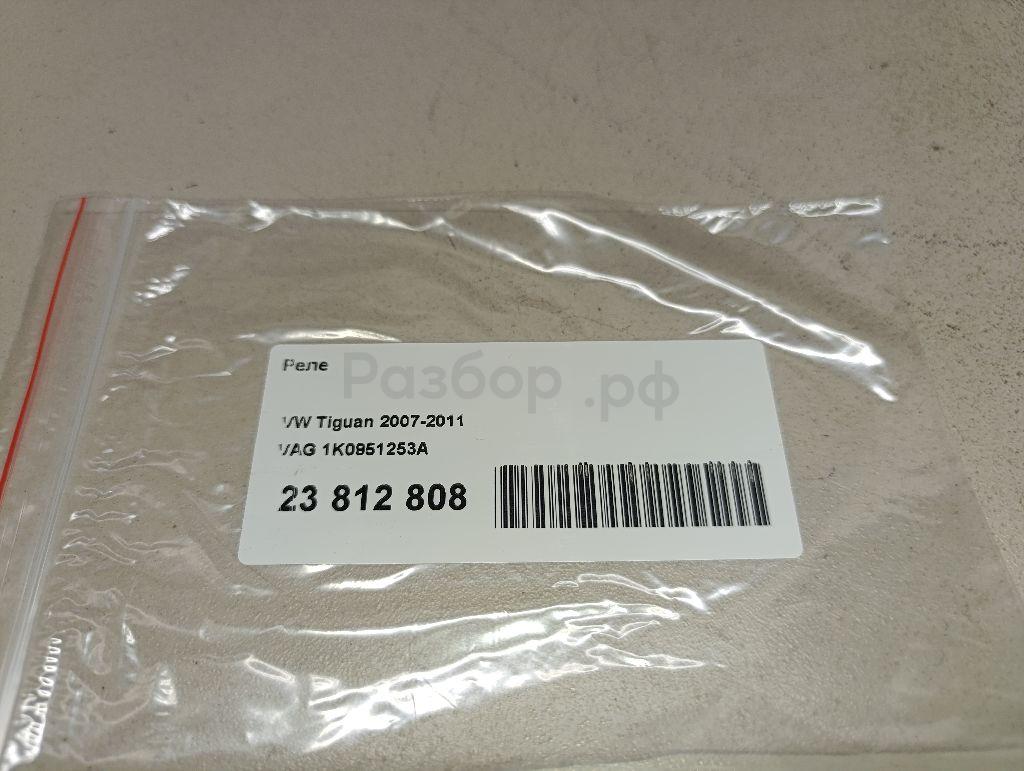 Реле
Разбор.рф
VW Tiguan 2007-2011
VAG 1K0951253A
23 812 808